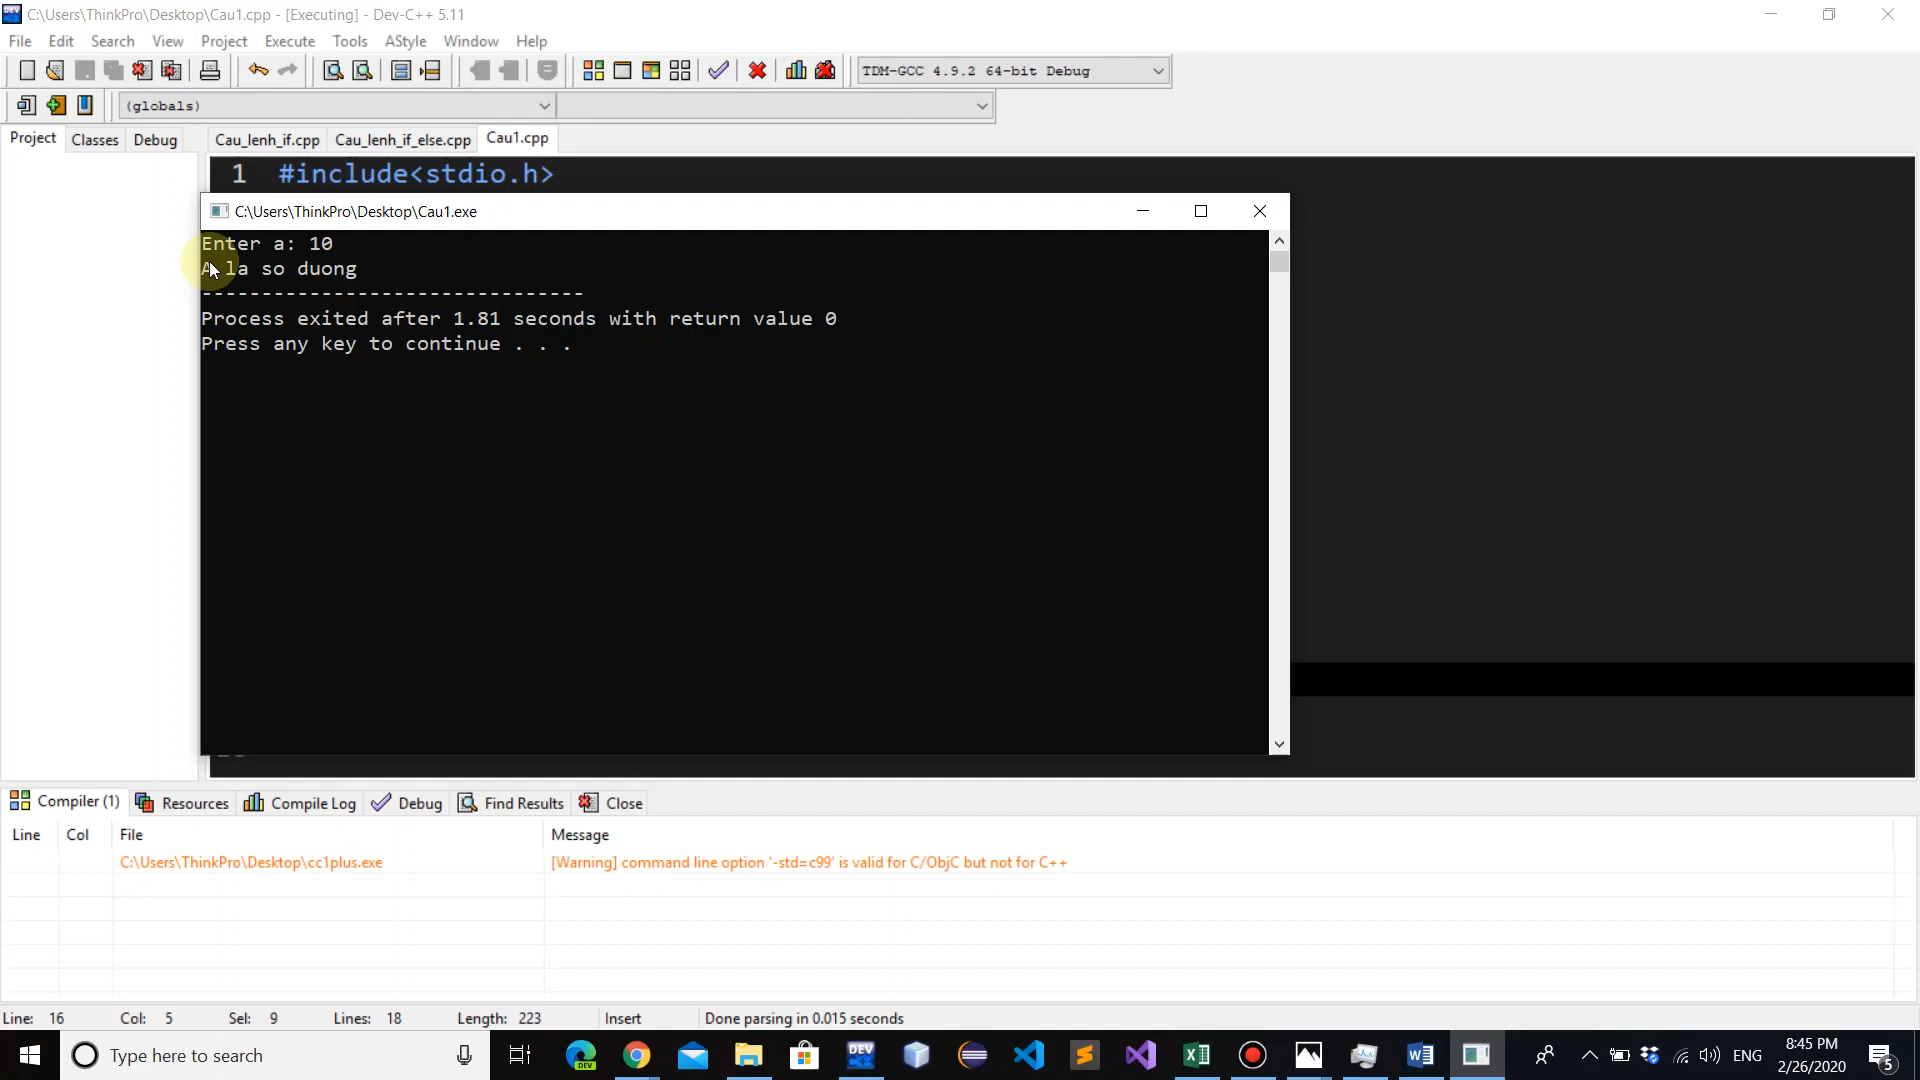 C:\Users\ThinkPro\Desktop\Cau1.cpp - [Executing] - Dev-C++ 5.11
File Edit Search View Project Execute Tools AStyle Window Help
TDM-GCC 4.9.2 64-bit Debug
(globals)
Project Classes Debug
Cau_lenh_if.cpp Cau_lenh_if_else.cpp Cau1.cpp
1 #include<stdio.h>
C:\Users\ThinkPro\Desktop\Cau1.exe
Enter a: 10
A la so duong
--------------------------------
Process exited after 1.81 seconds with return value 0
Press any key to continue . . .
Compiler (1) Resources Compile Log Debug Find Results Close
Line Col File Message
C:\Users\ThinkPro\Desktop\cc1plus.exe [Warning] command line option '-std=c99' is valid for C/ObjC but not for C++
Line: 16 Col: 5 Sel: 9 Lines: 18 Length: 223 Insert Done parsing in 0.015 seconds
Type here to search
DEV
DEV
ENG
8:45 PM
2/26/2020
5